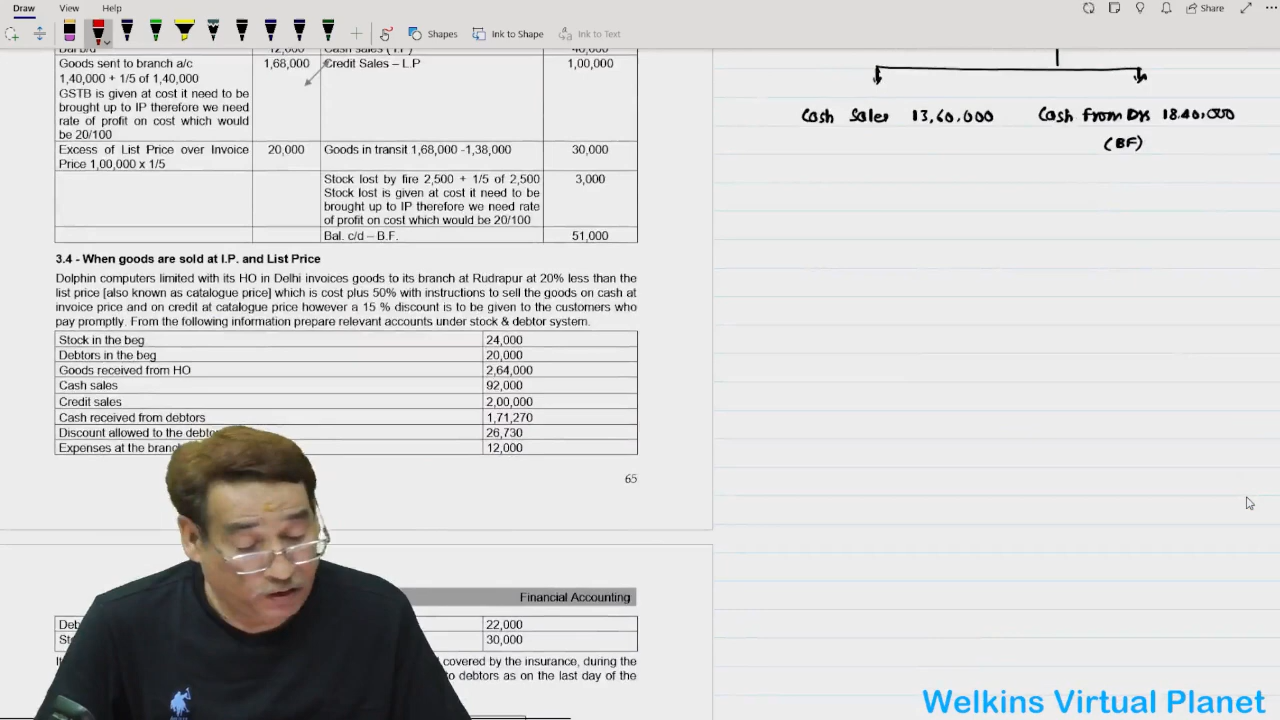 Draw View Help Share
Shapes Ink to Shape Ink to Text
Bal b/d 12,000 Cash sales (I.P) 40,000
Goods sent to branch a/c 1,68,000 Credit Sales – L.P 1,00,000
1,40,000 + 1/5 of 1,40,000
GSTB is given at cost it need to be
brought up to IP therefore we need
rate of profit on cost which would
be 20/100
Excess of List Price over Invoice 20,000 Goods in transit 1,68,000 -1,38,000 30,000
Price 1,00,000 x 1/5
Stock lost by fire 2,500 + 1/5 of 2,500 3,000
Stock lost is given at cost it need to be
brought up to IP therefore we need rate
of profit on cost which would be 20/100
Bal. c/d – B.F. 51,000
3.4 - When goods are sold at I.P. and List Price
Dolphin computers limited with its HO in Delhi invoices goods to its branch at Rudrapur at 20% less than the
list price [also known as catalogue price] which is cost plus 50% with instructions to sell the goods on cash at
invoice price and on credit at catalogue price however a 15 % discount is to be given to the customers who
pay promptly. From the following information prepare relevant accounts under stock & debtor system.
Stock in the beg 24,000
Debtors in the beg 20,000
Goods received from HO 2,64,000
Cash sales 92,000
Credit sales 2,00,000
Cash received from debtors 1,71,270
Discount allowed to the 26,730
Expenses at the 12,000
65
Financial Accounting
22,000
30,000
covered by the insurance, during the
to debtors as on the last day of the
Cash Sales 13,60,000 Cash from Drs 18,40,000
(BF)
Welkins Virtual Planet